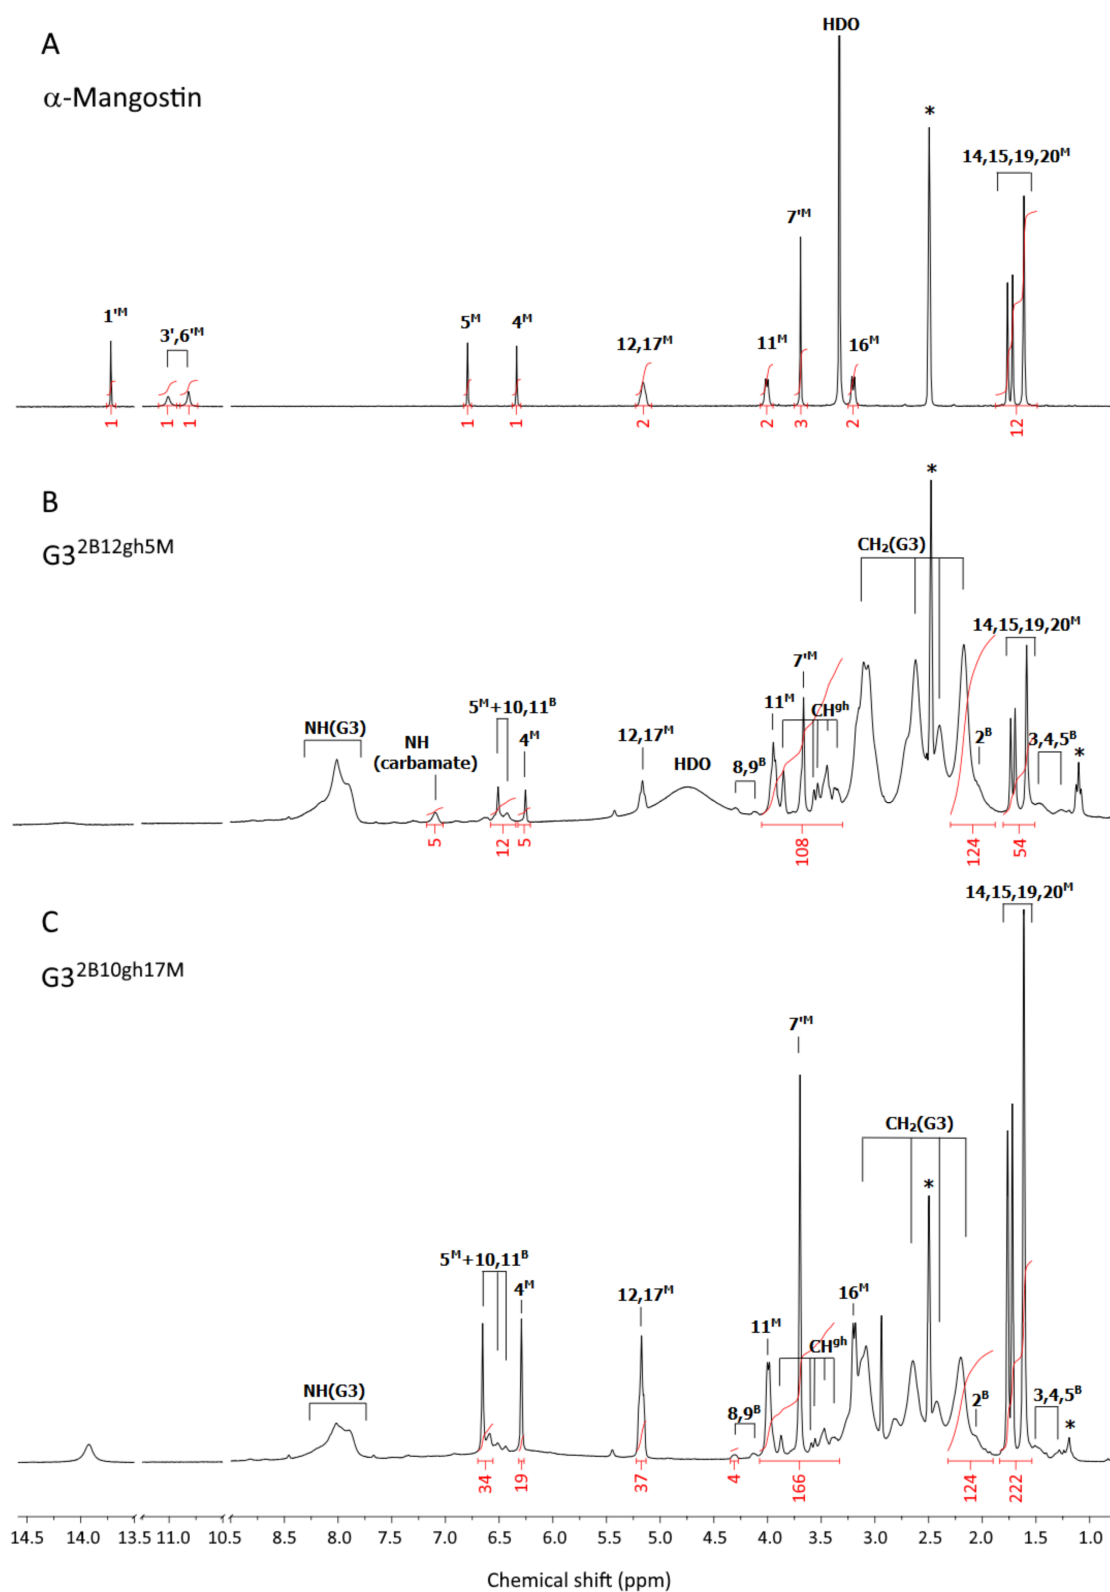 A
α-Mangostin
HDO
*
14,15,19,20ᴹ
7'ᴹ
1'ᴹ
3',6'ᴹ
5ᴹ
4ᴹ
12,17ᴹ
11ᴹ
16ᴹ
1 1 1 1 1 2 2 3 2 12
B
G3²ᴮ¹²ᵍʰ⁵ᴹ
*
CH₂(G3)
14,15,19,20ᴹ
7'ᴹ
11ᴹ
CHᵍʰ
5ᴹ+10,11ᴮ
NH(G3)
NH
(carbamate)
4ᴹ
12,17ᴹ
HDO
8,9ᴮ
2ᴮ
3,4,5ᴮ
*
5 12 5 108 124 54
C
G3²ᴮ¹⁰ᵍʰ¹⁷ᴹ
14,15,19,20ᴹ
7'ᴹ
CH₂(G3)
*
5ᴹ+10,11ᴮ
4ᴹ
12,17ᴹ
16ᴹ
11ᴹ
CHᵍʰ
NH(G3)
8,9ᴮ
2ᴮ
3,4,5ᴮ
*
34 19 37 4 166 124 222
14.5 14.0 13.5 11.0 10.5 9.0 8.0 7.5 7.0 6.5 6.0 5.5 5.0 4.5 4.0 3.5 3.0 2.5 2.0 1.5 1.0
Chemical shift (ppm)